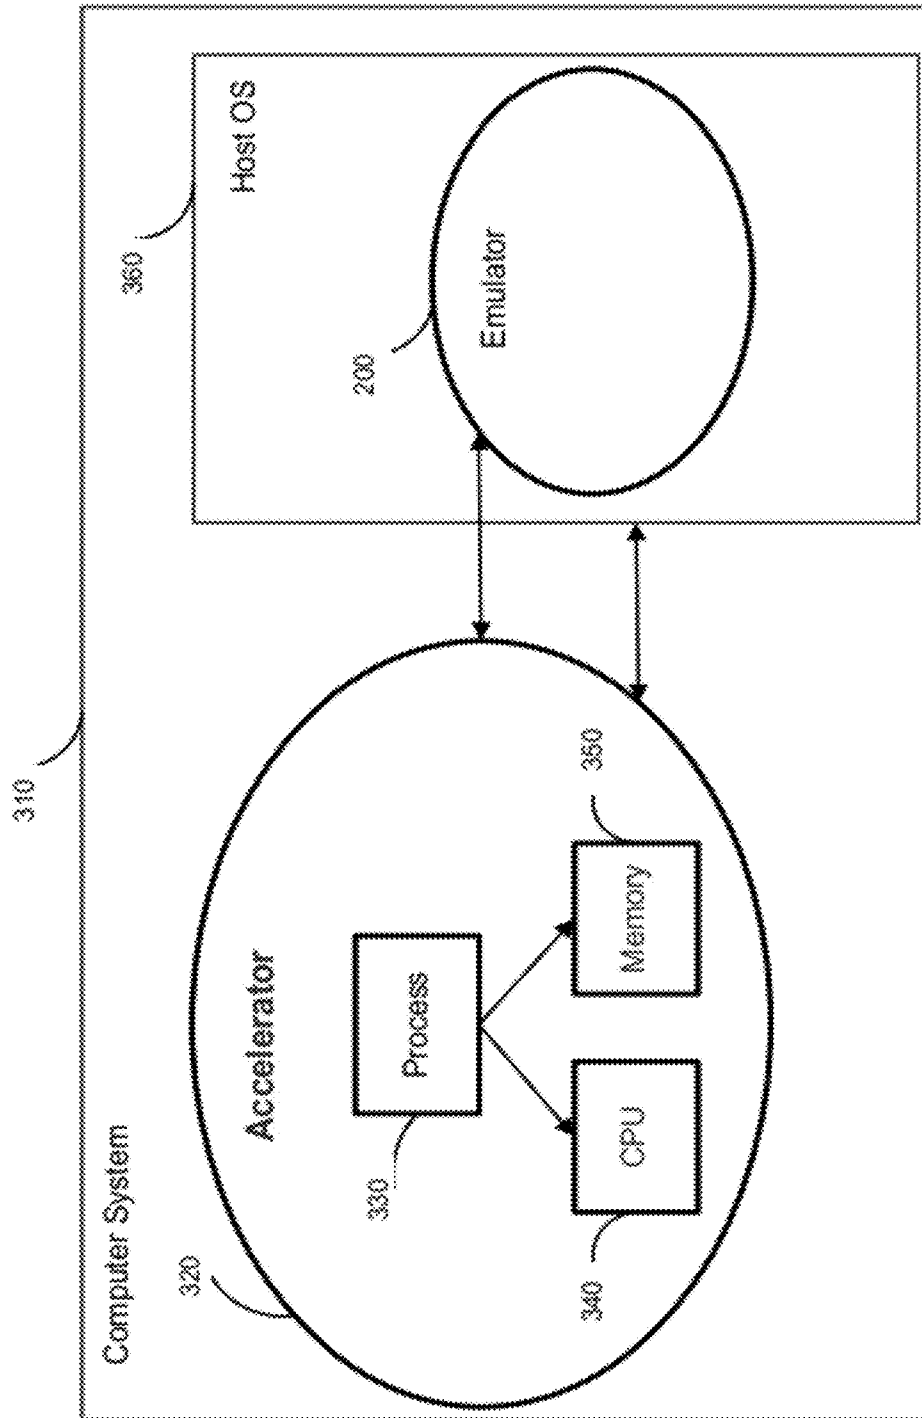 310
Computer System
320
Accelerator
330
Process
340
CPU
350
Memory
360
Host OS
200
Emulator